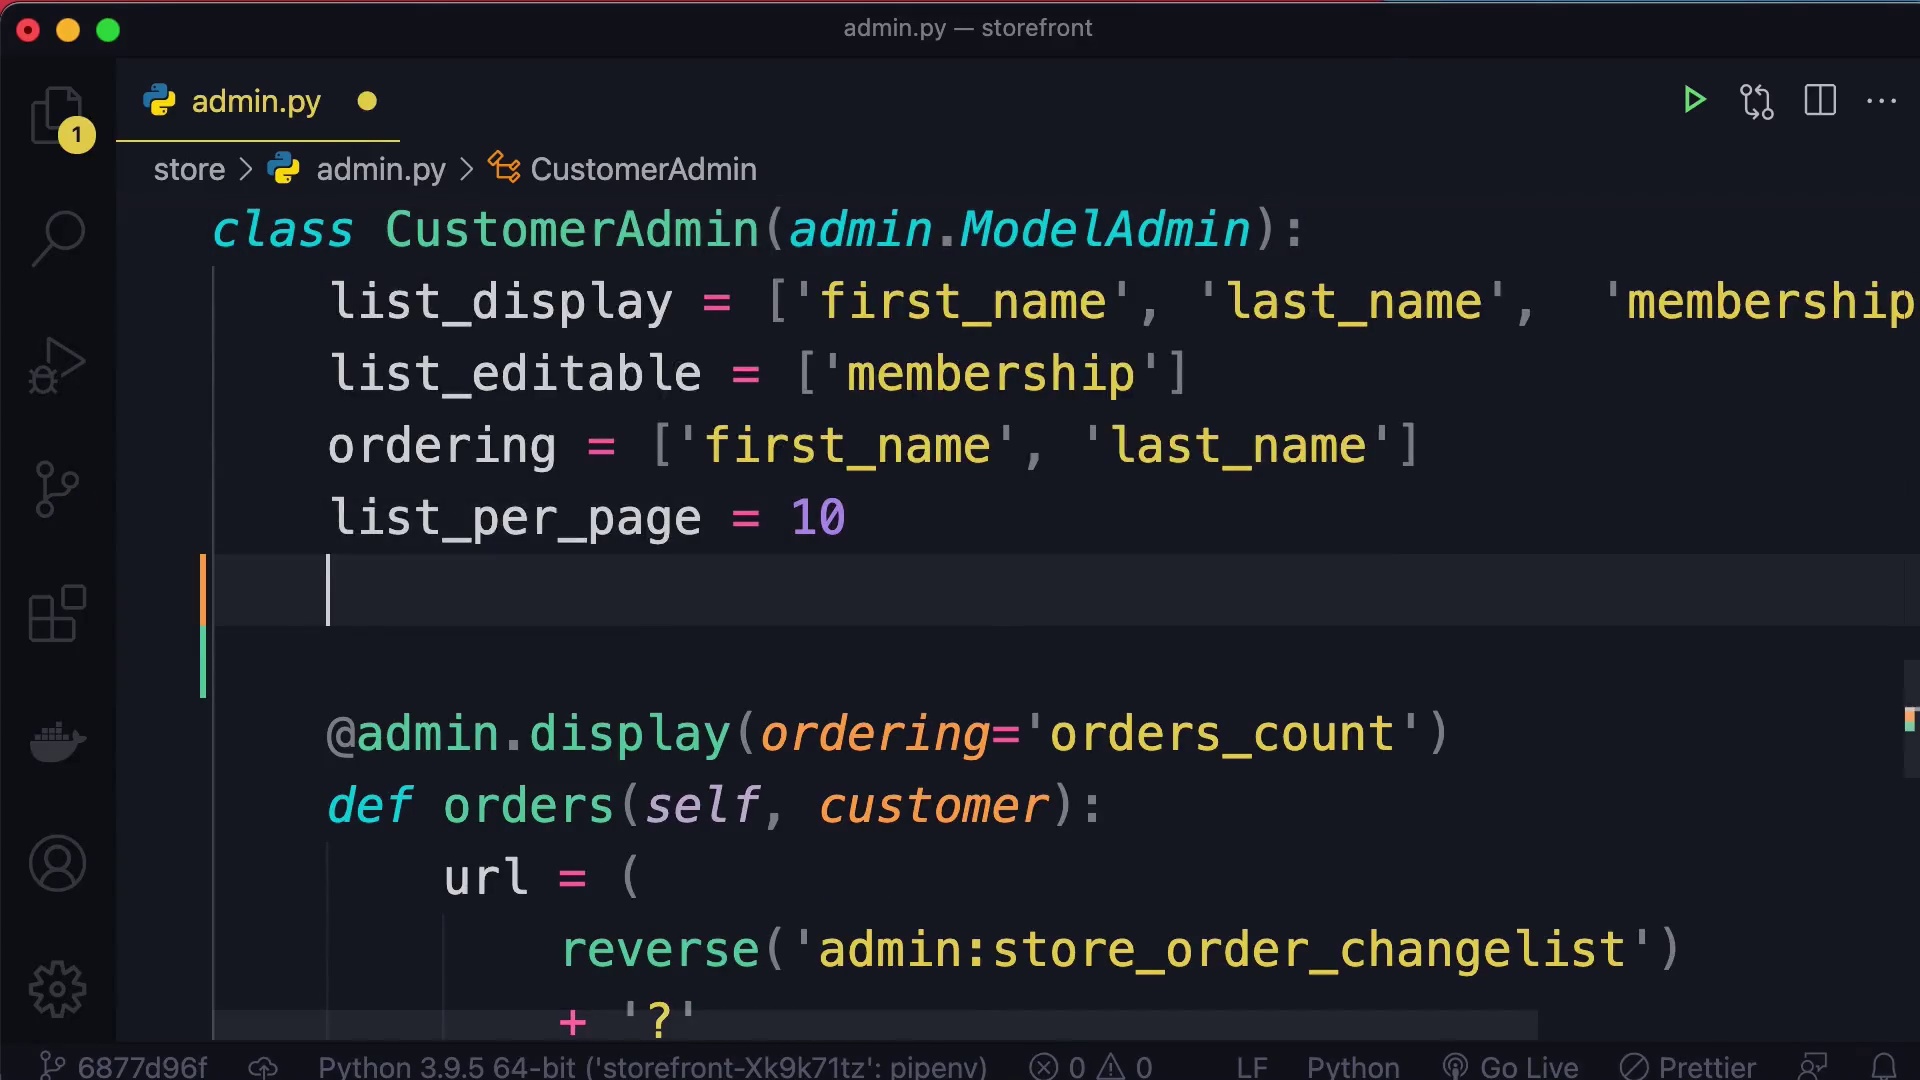 admin.py — storefront
admin.py
1
store > admin.py > CustomerAdmin
class CustomerAdmin(admin.ModelAdmin):
list_display = ['first_name', 'last_name',  'membership
list_editable = ['membership']
ordering = ['first_name', 'last_name']
list_per_page = 10
@admin.display(ordering='orders_count')
def orders(self, customer):
url = (
reverse('admin:store_order_changelist')
+ '?'
6877d96f Python 3.9.5 64-bit ('storefront-Xk9k71tz': pipenv) 0 0 LF Python Go Live Prettier